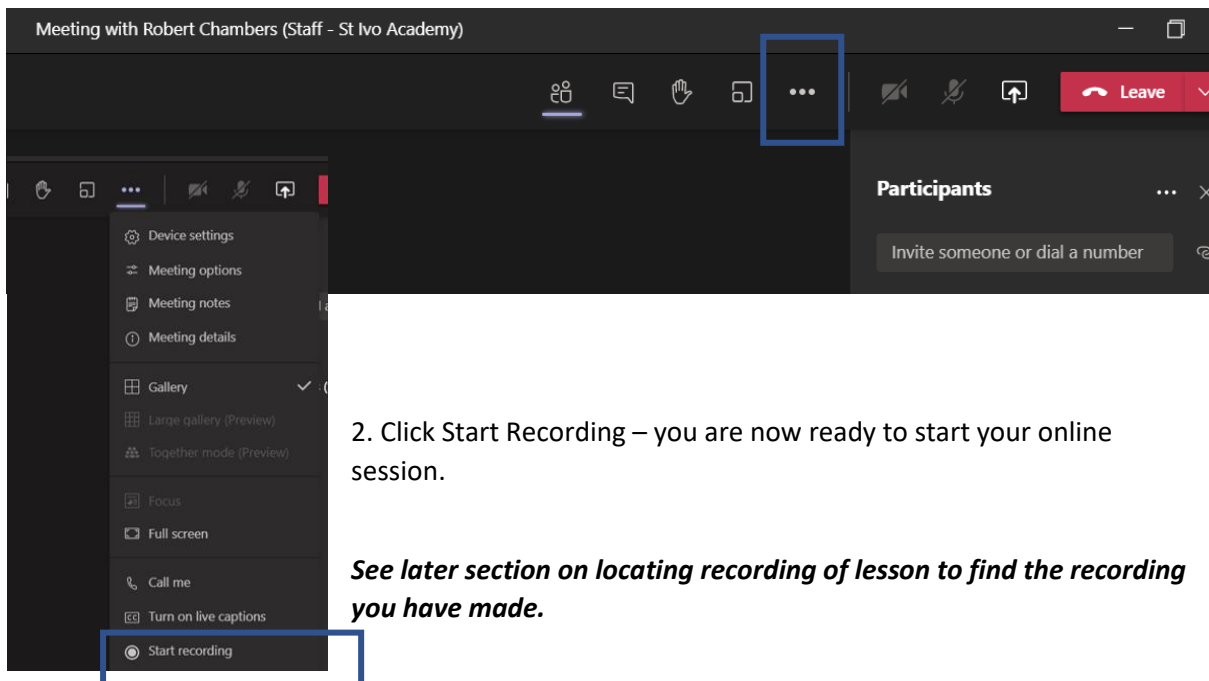 Meeting with Robert Chambers (Staff - St Ivo Academy)
Leave
Participants
Invite someone or dial a number
Device settings
Meeting options
Meeting notes
Meeting details
Gallery
Large gallery (Preview)
Together mode (Preview)
Focus
Full screen
Call me
CC Turn on live captions
Start recording
2. Click Start Recording – you are now ready to start your online
session.
See later section on locating recording of lesson to find the recording
you have made.